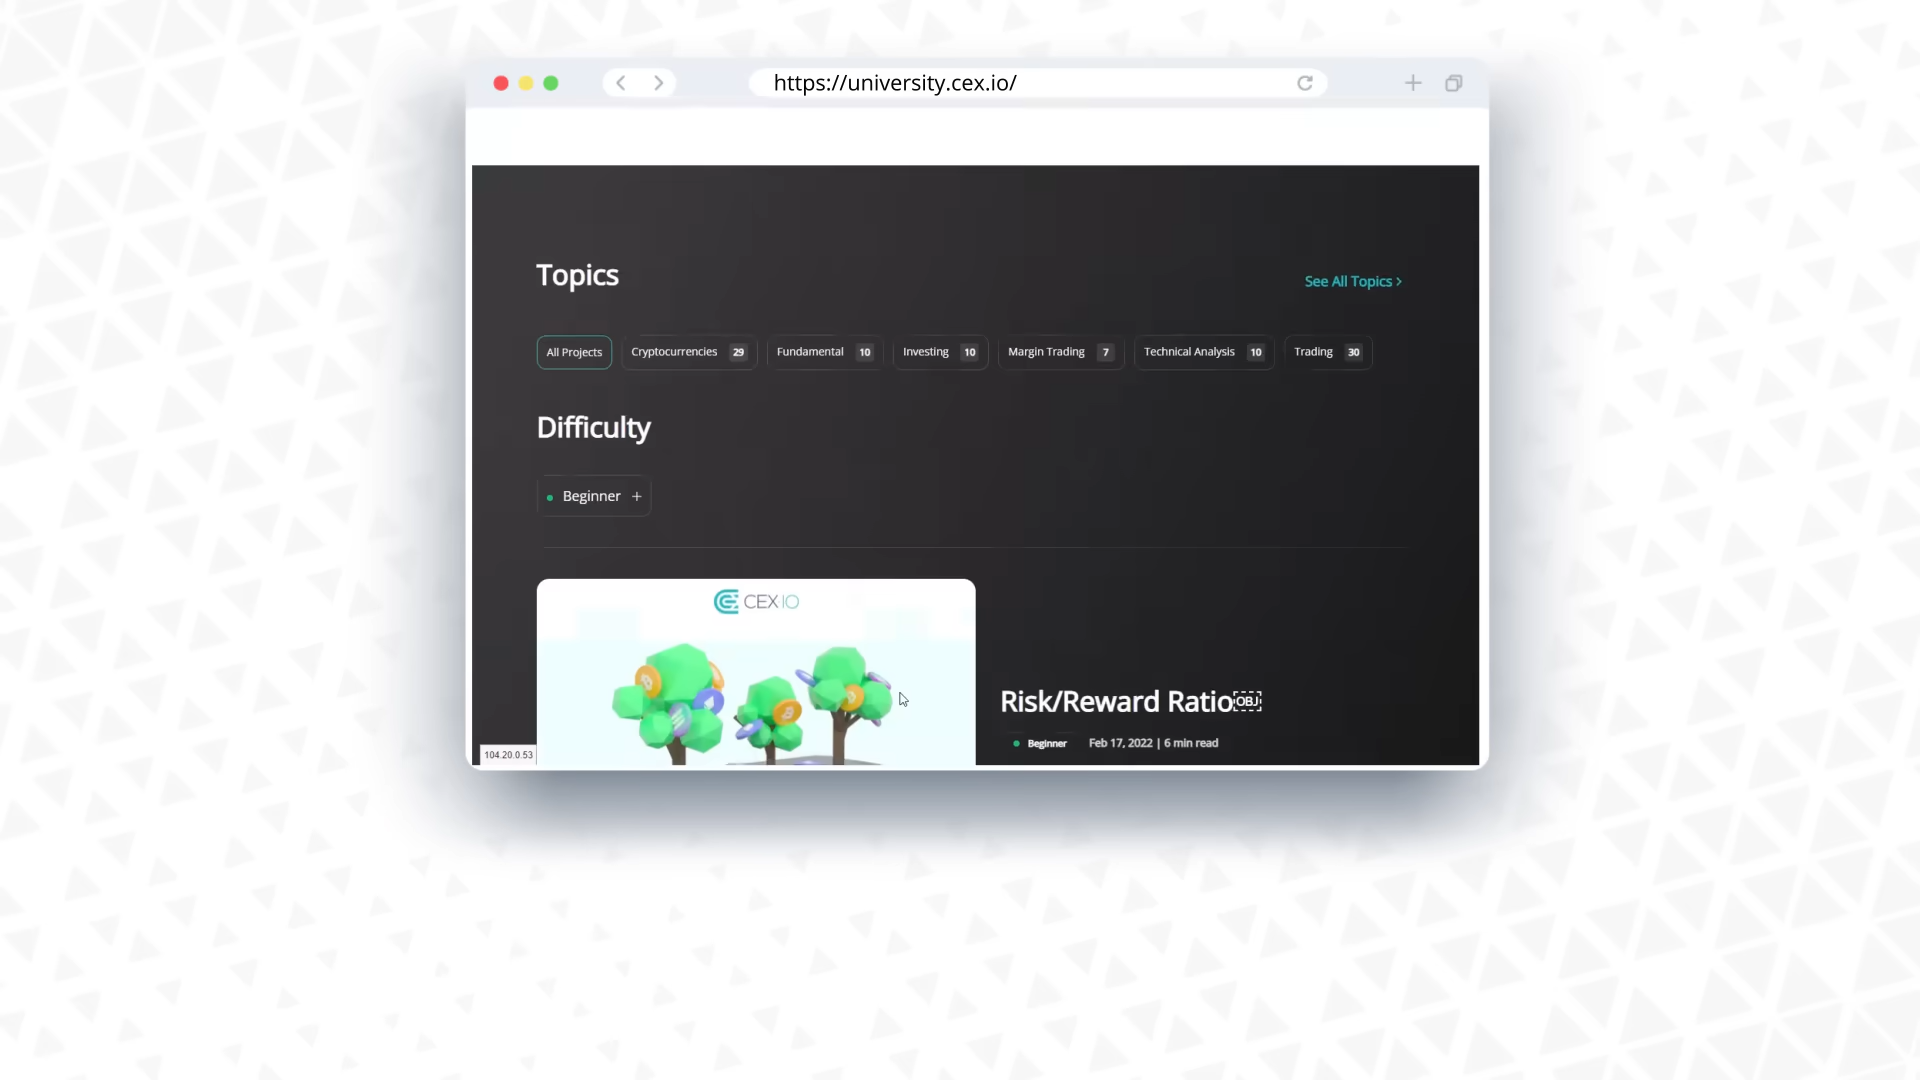 https://university.cex.io/
Topics
See All Topics >
All Projects
Cryptocurrencies 29
Fundamental 10
Investing 10
Margin Trading 7
Technical Analysis 10
Trading 30
Difficulty
Beginner +
CEX IO
Risk/Reward Ratio OBJ
Beginner Feb 17, 2022 | 6 min read
104.20.0.53